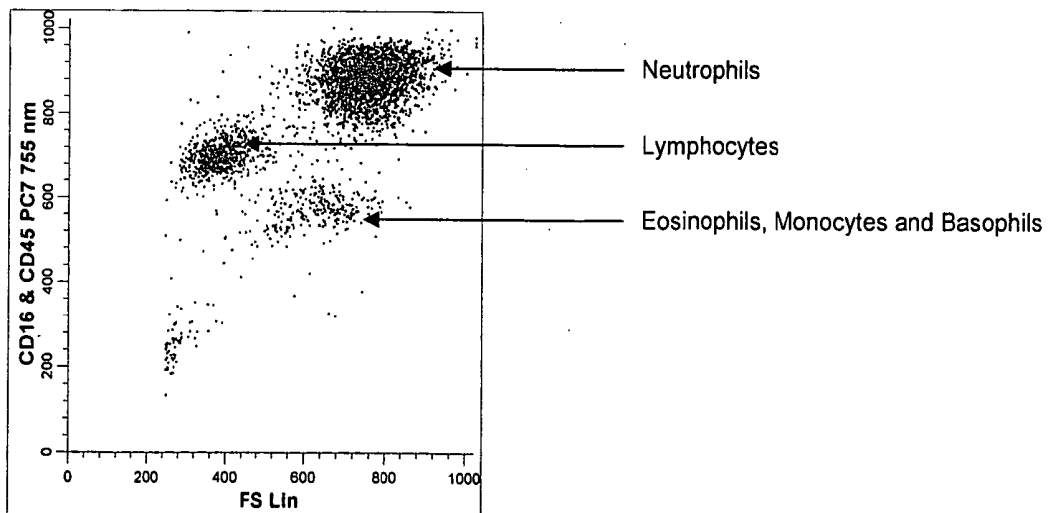 CD16 & CD45 PC7 755 nm
1000
800
600
400
200
0
0 200 400 600 800 1000
FS Lin
Neutrophils
Lymphocytes
Eosinophils, Monocytes and Basophils